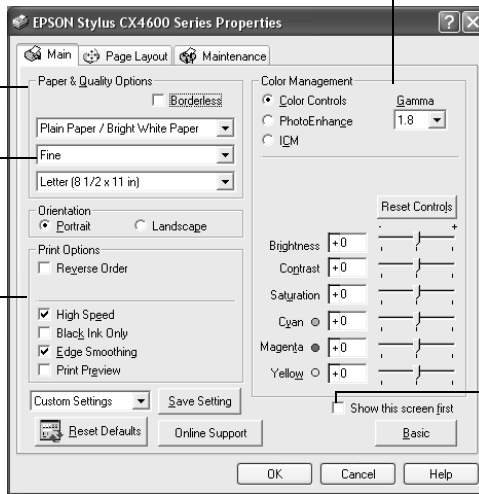 EPSON Stylus CX4600 Series Properties
Main
Page Layout
Maintenance
Paper & Quality Options
Borderless
Plain Paper / Bright White Paper
Fine
Letter (8 1/2 x 11 in)
Orientation
Portrait
Landscape
Print Options
Reverse Order
High Speed
Black Ink Only
Edge Smoothing
Print Preview
Custom Settings
Save Setting
Reset Defaults
Online Support
Color Management
Color Controls
PhotoEnhance
ICM
Gamma
1.8
Reset Controls
- +
Brightness +0
Contrast +0
Saturation +0
Cyan +0
Magenta +0
Yellow +0
Show this screen first
Basic
OK
Cancel
Help